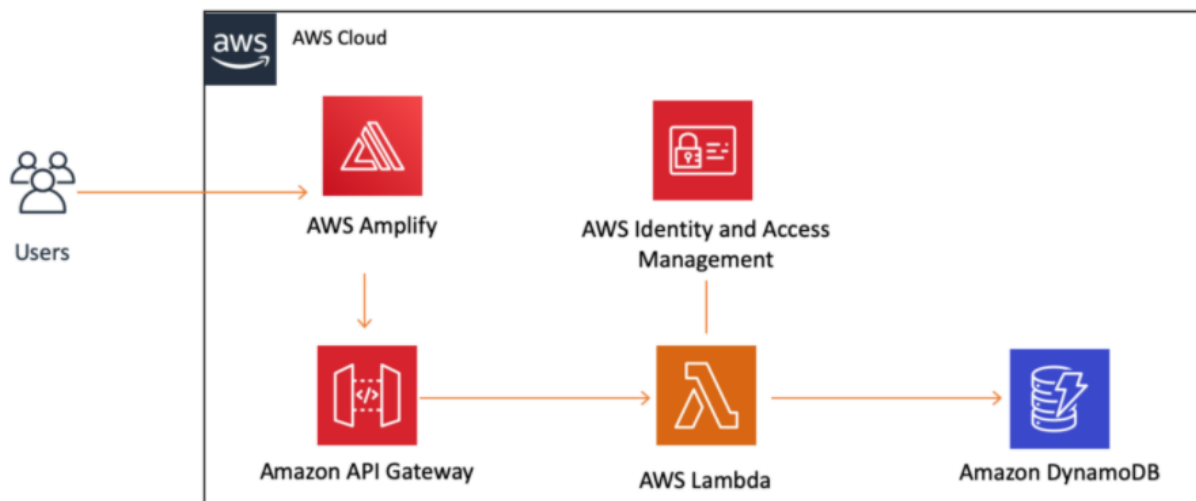 aws
AWS Cloud
AWS Amplify
AWS Identity and Access
Management
Users
</>
Amazon API Gateway
AWS Lambda
Amazon DynamoDB